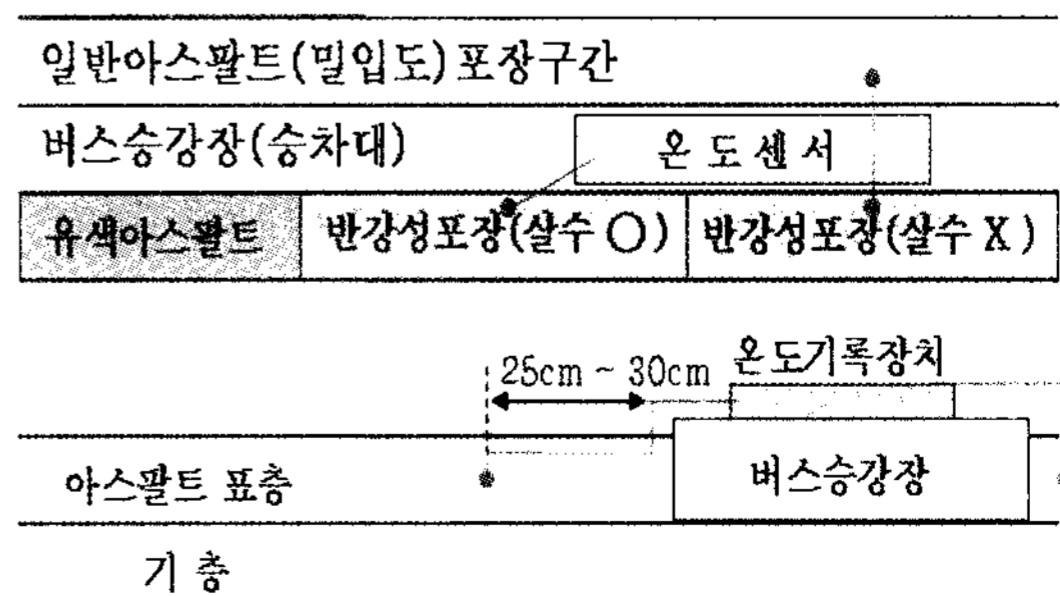 일반아스팔트(밀입도)포장구간
버스승강장(승차대)
온도센서
유색아스팔트 반강성포장(살수 ○) 반강성포장(살수 X)
25cm ~ 30cm 온도기록장치
아스팔트 표층 버스승강장
기 층